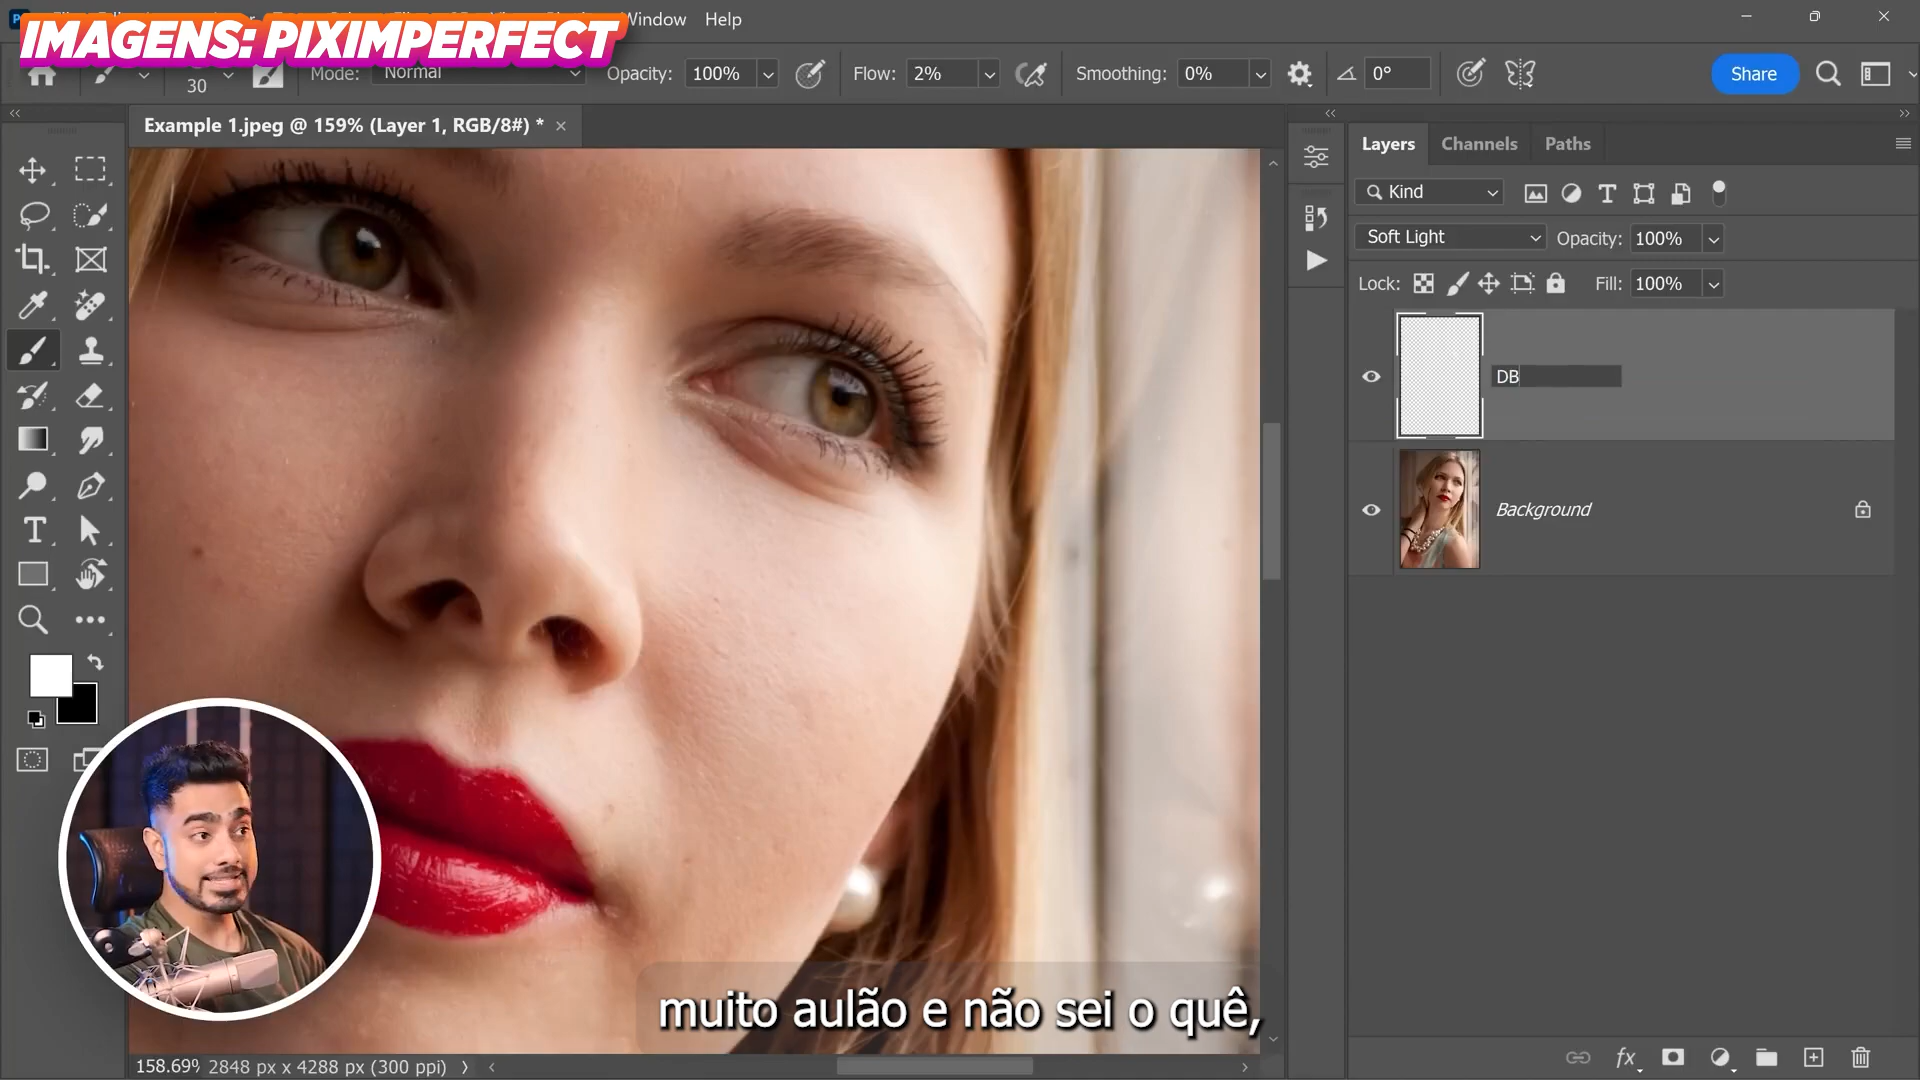 IMAGENS: PIXIMPERFECT
Window Help
30 Mode: Normal Opacity: 100% Flow: 2% Smoothing: 0% 0° Share
Example 1.jpeg @ 159% (Layer 1, RGB/8#) * ×
Layers Channels Paths
Kind
Soft Light Opacity: 100%
Lock: Fill: 100%
DB
Background
muito aulão e não sei o quê,
158.69% 2848 px x 4288 px (300 ppi)
fx